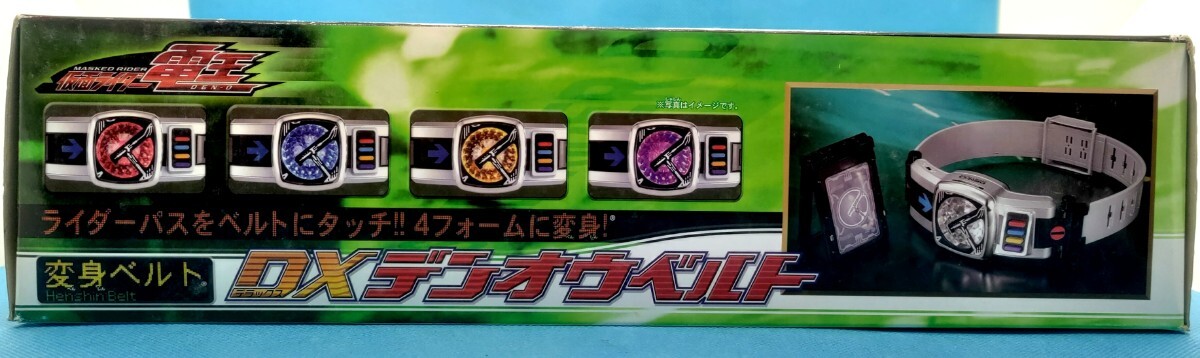 MASKED RIDER
仮面ライダー電王
DEN-O
※写真はイメージです。
ライダーパスをベルトにタッチ!! 4フォームに変身!®
変身ベルト
Henshin Belt
DXデンオウベルト
デラックス